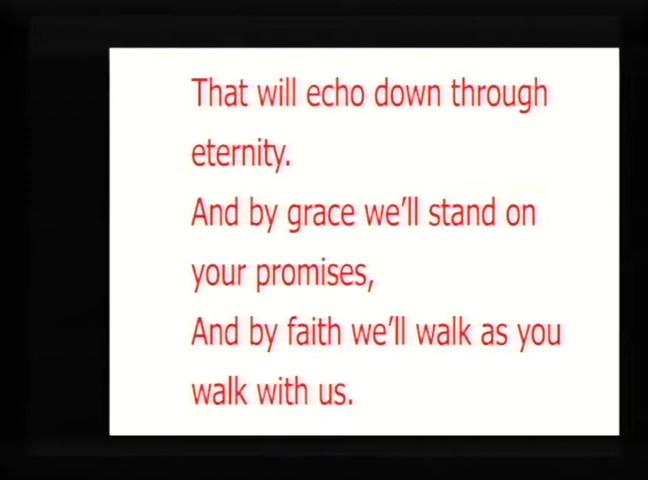 That will echo down through
eternity.
And by grace we'll stand on
your promises,
And by faith we'll walk as you
walk with us.